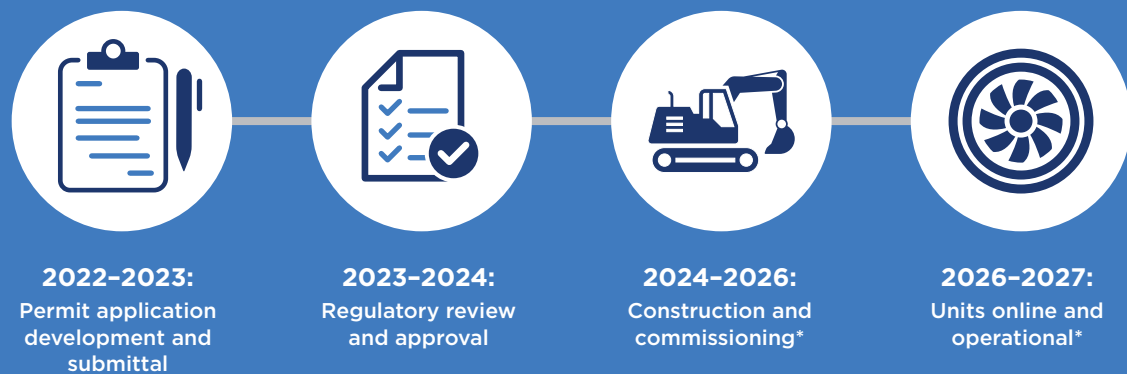 2022–2023:
Permit application
development and
submittal
2023–2024:
Regulatory review
and approval
2024–2026:
Construction and
commissioning*
2026–2027:
Units online and
operational*